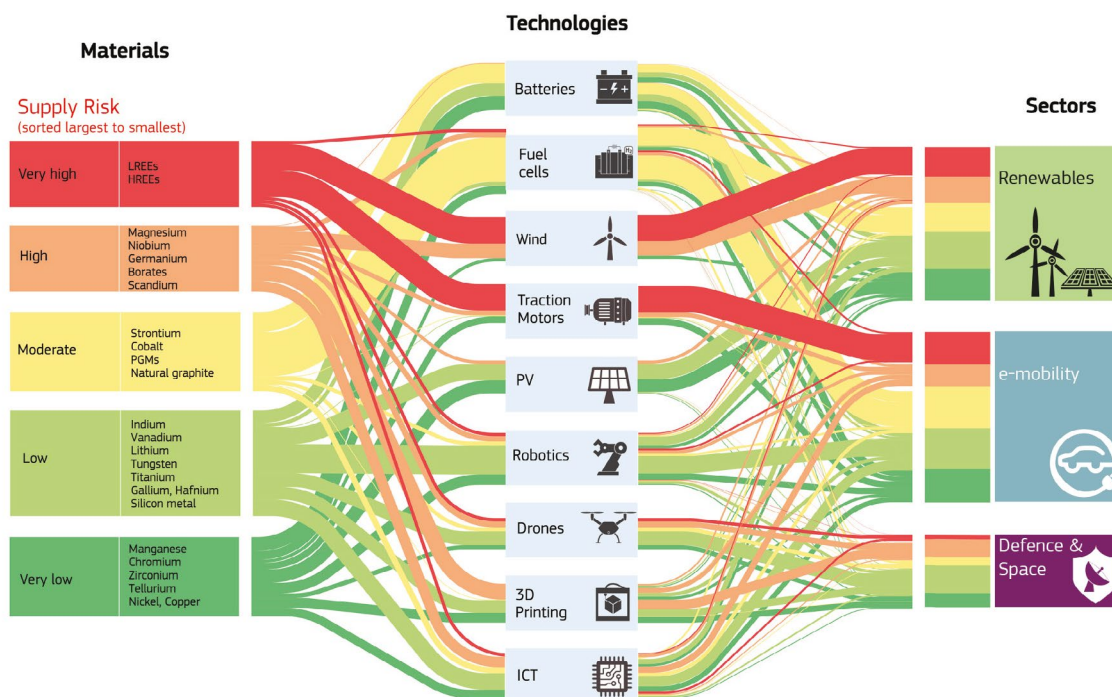 Technologies
Materials
Supply Risk
(sorted largest to smallest)
Very high
LREEs
HREEs
High
Magnesium
Niobium
Germanium
Borates
Scandium
Moderate
Strontium
Cobalt
PGMs
Natural graphite
Low
Indium
Vanadium
Lithium
Tungsten
Titanium
Gallium, Hafnium
Silicon metal
Very low
Manganese
Chromium
Zirconium
Tellurium
Nickel, Copper
Batteries
Fuel
cells
H2
Wind
Traction
Motors
PV
Robotics
Drones
3D
Printing
ICT
Sectors
Renewables
e-mobility
Defence &
Space